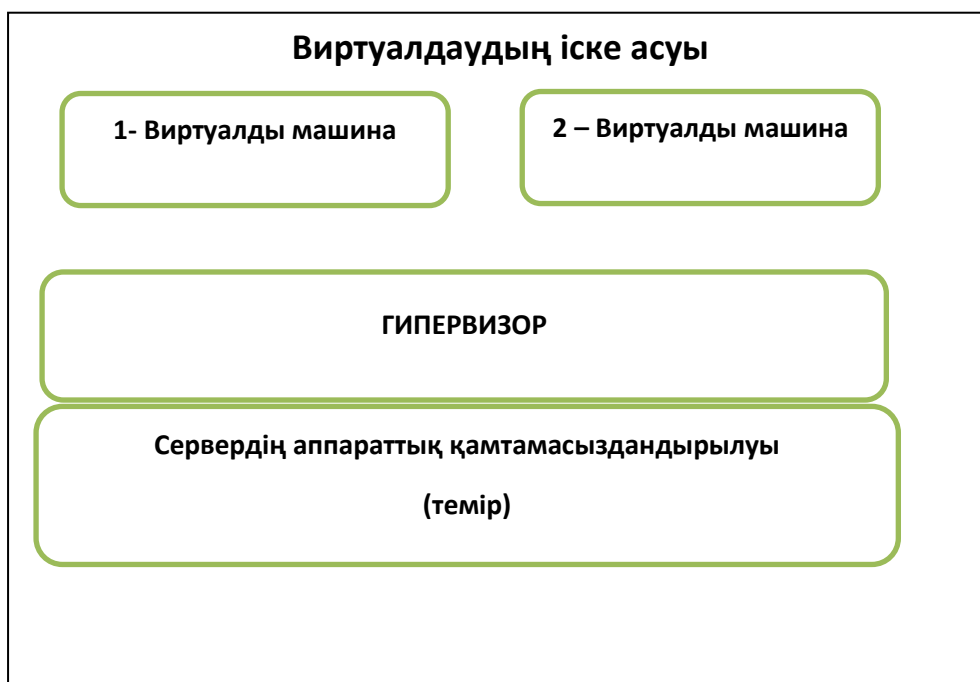 Виртуалдаудың іске асуы
1- Виртуалды машина
2 – Виртуалды машина
ГИПЕРВИЗОР
Сервердің аппараттық қамтамасыздандырылуы
(темір)